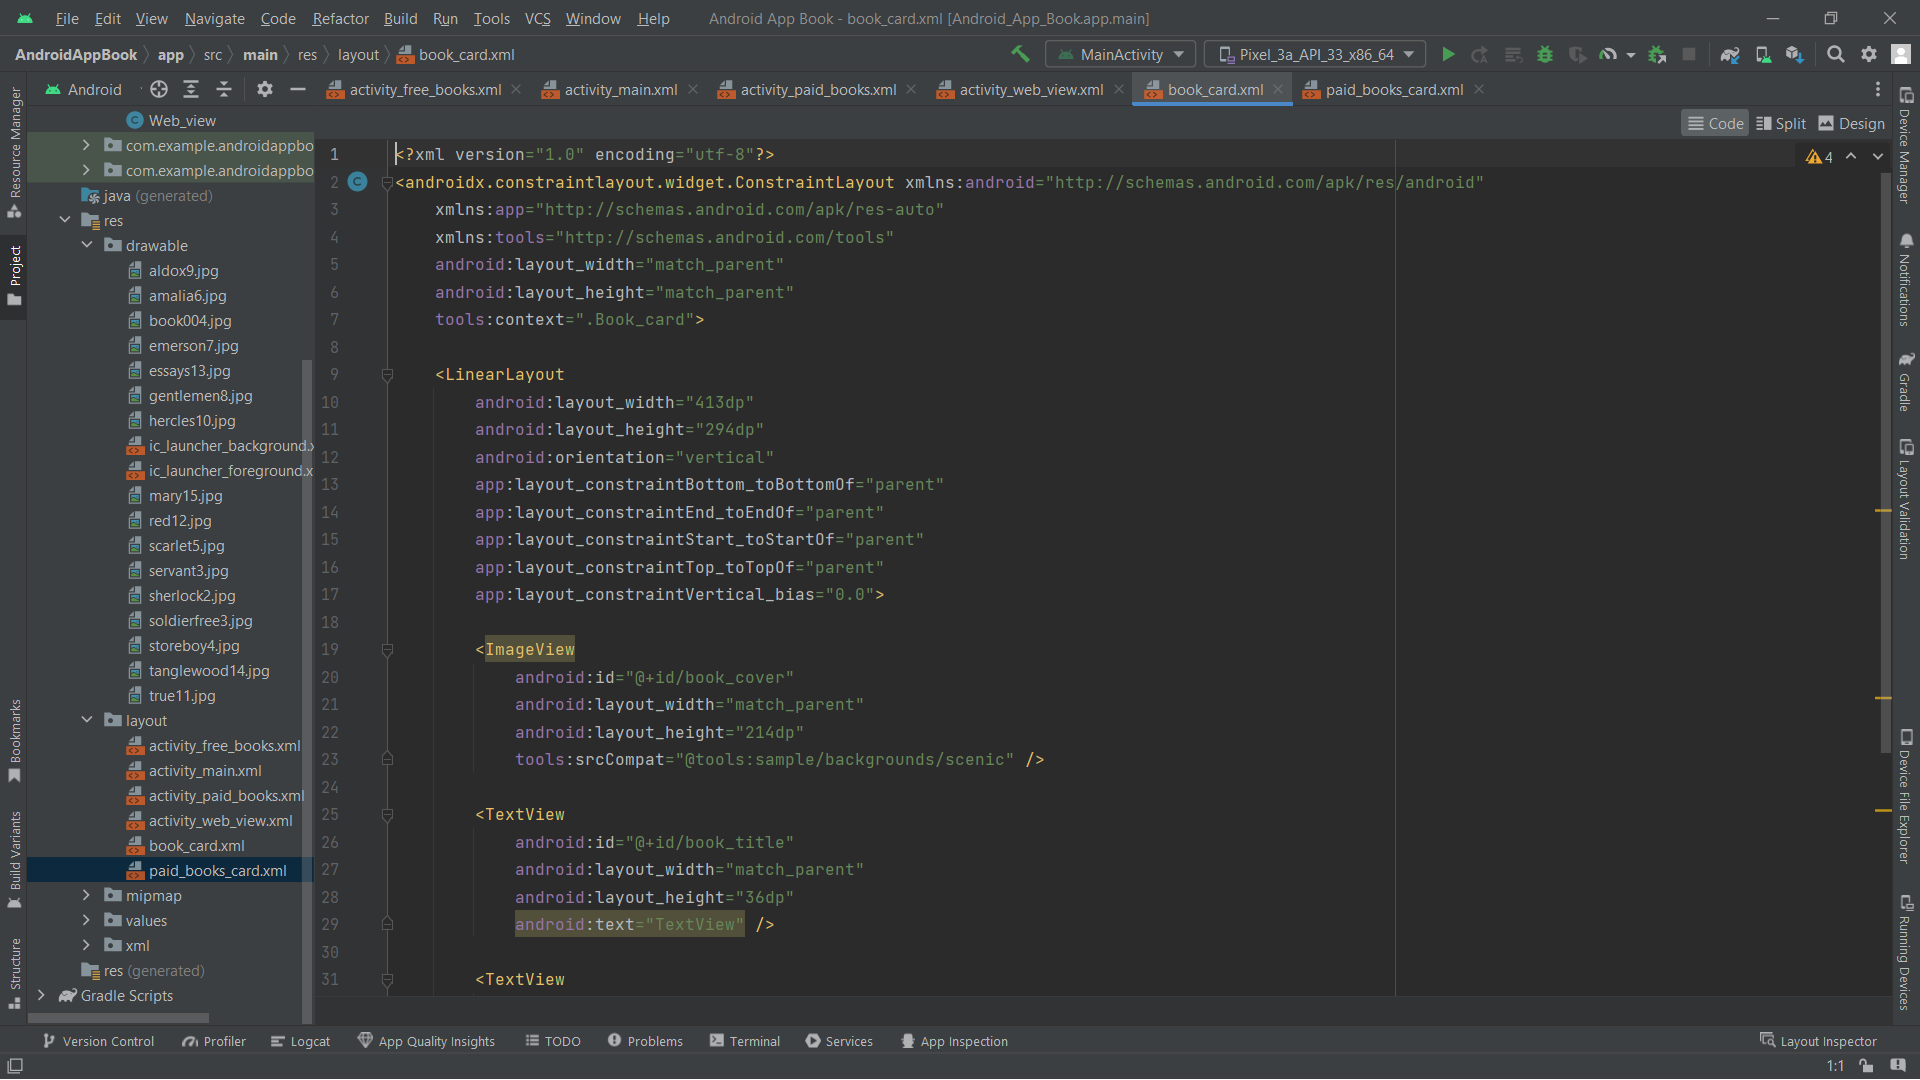 File Edit View Navigate Code Refactor Build Run Tools VCS Window Help Android App Book - book_card.xml [Android_App_Book.app.main]
AndroidAppBook app src main res layout book_card.xml MainActivity Pixel_3a_API_33_x86_64
Android activity_free_books.xml activity_main.xml activity_paid_books.xml activity_web_view.xml book_card.xml paid_books_card.xml
Code Split Design
Resource Manager
Project
Bookmarks
Build Variants
Structure
Web_view
com.example.androidappbo
com.example.androidappbo
java (generated)
res
drawable
aldox9.jpg
amalia6.jpg
book004.jpg
emerson7.jpg
essays13.jpg
gentlemen8.jpg
hercles10.jpg
ic_launcher_background.x
ic_launcher_foreground.x
mary15.jpg
red12.jpg
scarlet5.jpg
servant3.jpg
sherlock2.jpg
soldierfree3.jpg
storeboy4.jpg
tanglewood14.jpg
true11.jpg
layout
activity_free_books.xml
activity_main.xml
activity_paid_books.xml
activity_web_view.xml
book_card.xml
paid_books_card.xml
mipmap
values
xml
res (generated)
Gradle Scripts
4
1 <?xml version="1.0" encoding="utf-8"?>
2 <androidx.constraintlayout.widget.ConstraintLayout xmlns:android="http://schemas.android.com/apk/res/android"
3 xmlns:app="http://schemas.android.com/apk/res-auto"
4 xmlns:tools="http://schemas.android.com/tools"
5 android:layout_width="match_parent"
6 android:layout_height="match_parent"
7 tools:context=".Book_card">
8
9 <LinearLayout
10 android:layout_width="413dp"
11 android:layout_height="294dp"
12 android:orientation="vertical"
13 app:layout_constraintBottom_toBottomOf="parent"
14 app:layout_constraintEnd_toEndOf="parent"
15 app:layout_constraintStart_toStartOf="parent"
16 app:layout_constraintTop_toTopOf="parent"
17 app:layout_constraintVertical_bias="0.0">
18
19 <ImageView
20 android:id="@+id/book_cover"
21 android:layout_width="match_parent"
22 android:layout_height="214dp"
23 tools:srcCompat="@tools:sample/backgrounds/scenic" />
24
25 <TextView
26 android:id="@+id/book_title"
27 android:layout_width="match_parent"
28 android:layout_height="36dp"
29 android:text="TextView" />
30
31 <TextView
Device Manager
Notifications
Gradle
Layout Validation
Device File Explorer
Running Devices
Version Control Profiler Logcat App Quality Insights TODO Problems Terminal Services App Inspection Layout Inspector
1:1